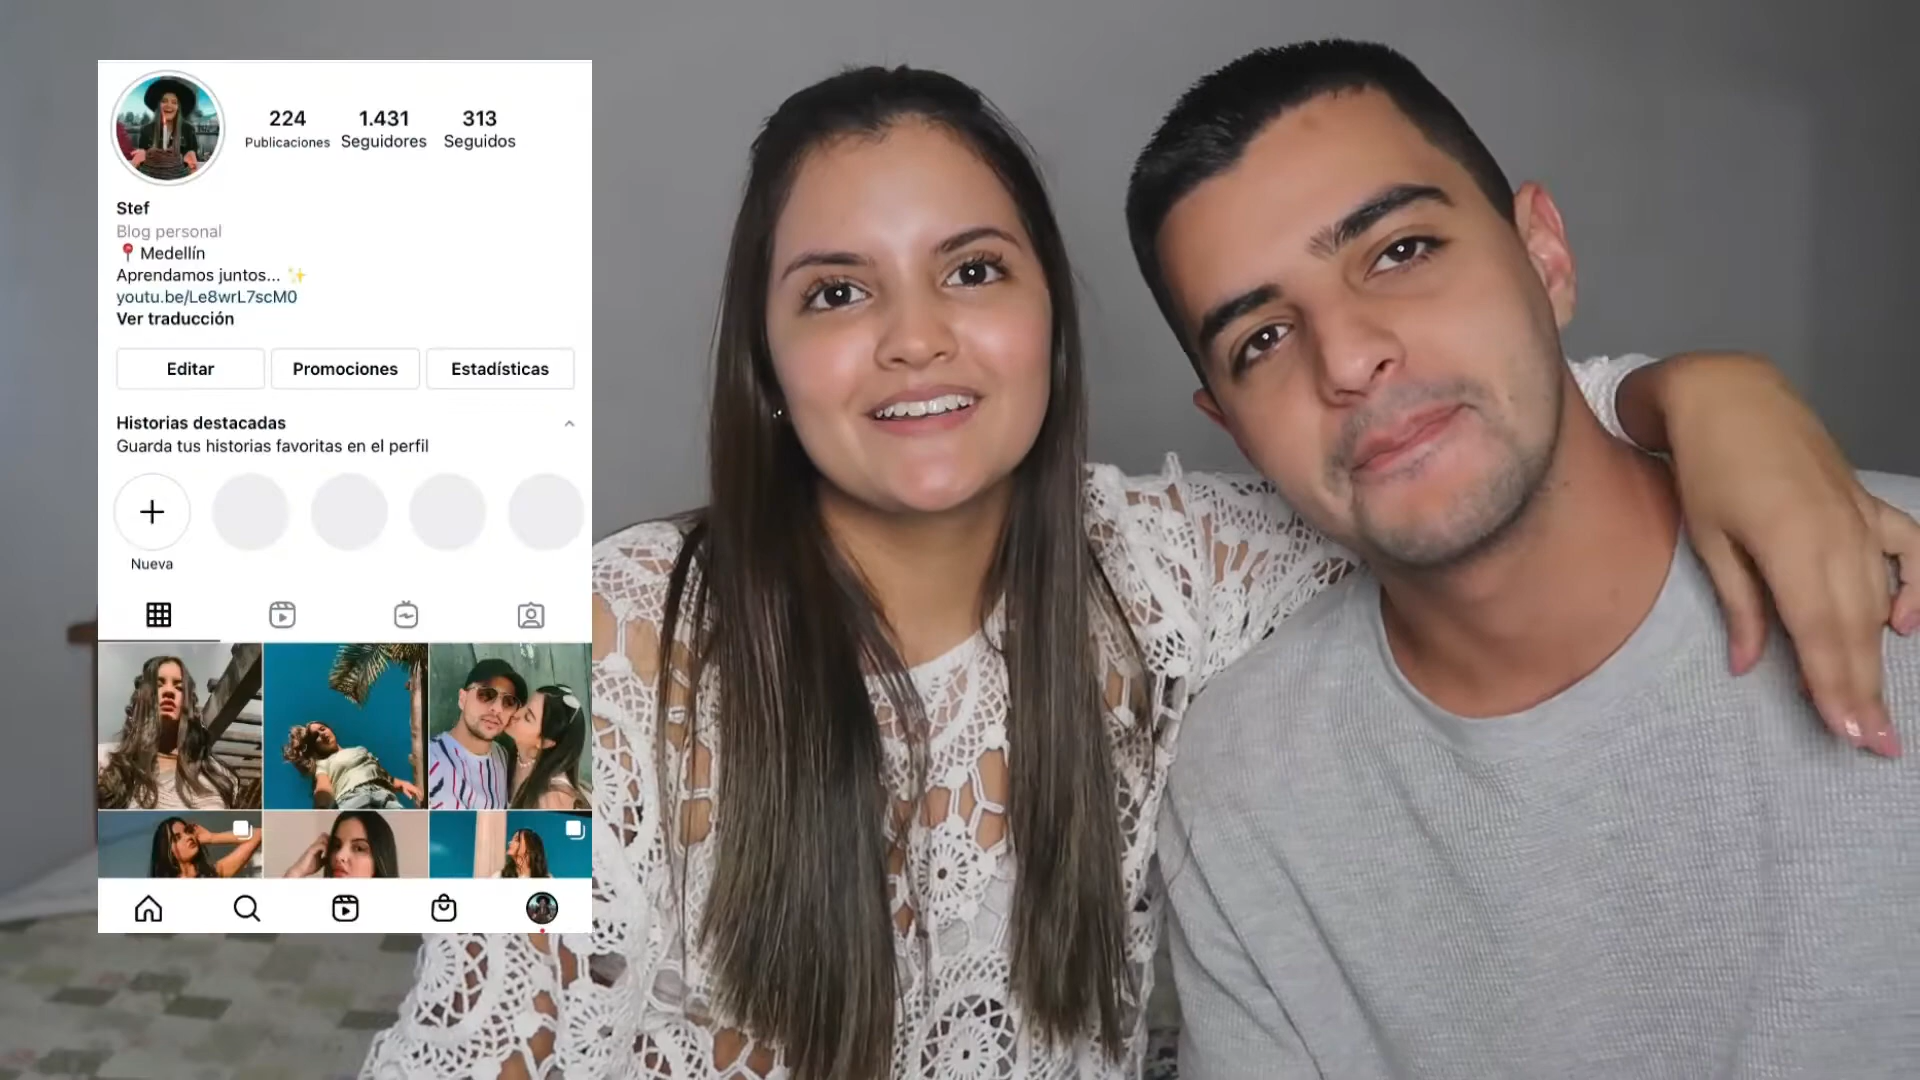 224 1.431 313
Publicaciones Seguidores Seguidos
Stef
Blog personal
📍 Medellín
Aprendamos juntos... ✨
youtu.be/Le8wrL7scM0
Ver traducción
Editar Promociones Estadísticas
Historias destacadas
Guarda tus historias favoritas en el perfil
Nueva